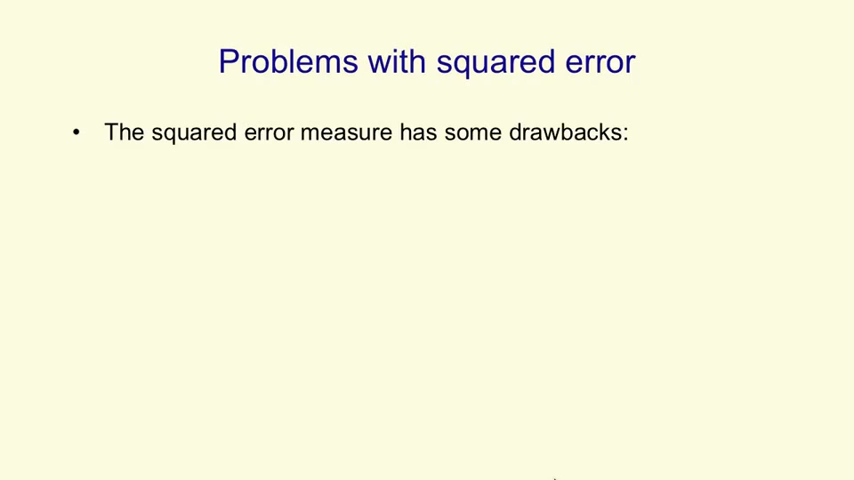 Problems with squared error
• The squared error measure has some drawbacks: